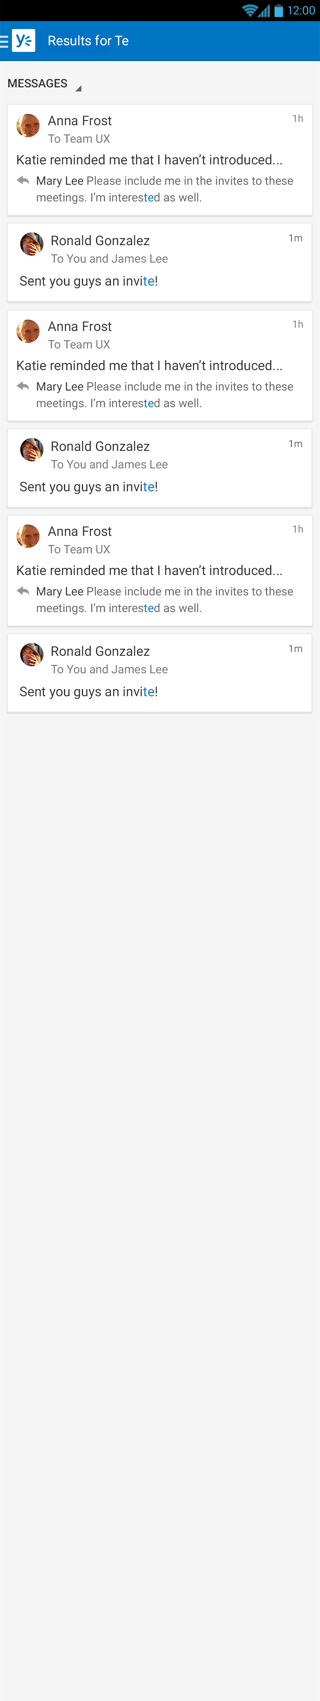 12:00
Results for Te
MESSAGES
Anna Frost 1h
To Team UX
Katie reminded me that I haven’t introduced...
Mary Lee Please include me in the invites to these
meetings. I’m interested as well.
Ronald Gonzalez 1m
To You and James Lee
Sent you guys an invite!
Anna Frost 1h
To Team UX
Katie reminded me that I haven’t introduced...
Mary Lee Please include me in the invites to these
meetings. I’m interested as well.
Ronald Gonzalez 1m
To You and James Lee
Sent you guys an invite!
Anna Frost 1h
To Team UX
Katie reminded me that I haven’t introduced...
Mary Lee Please include me in the invites to these
meetings. I’m interested as well.
Ronald Gonzalez 1m
To You and James Lee
Sent you guys an invite!